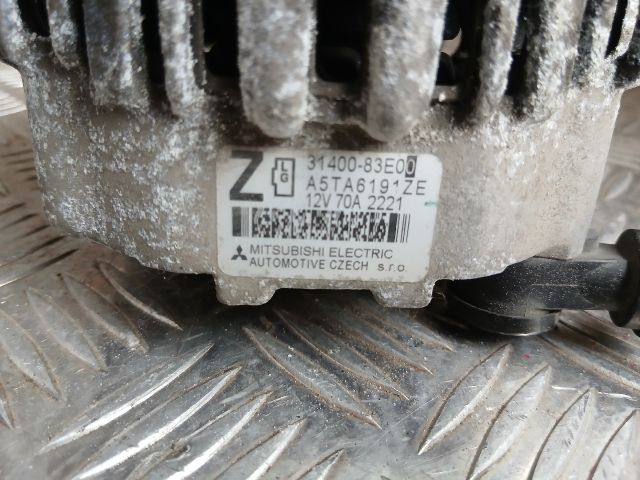 Z
L
G
31400-83E00
A5TA6191ZE
12V 70A 2221
MITSUBISHI ELECTRIC
AUTOMOTIVE CZECH s.r.o.